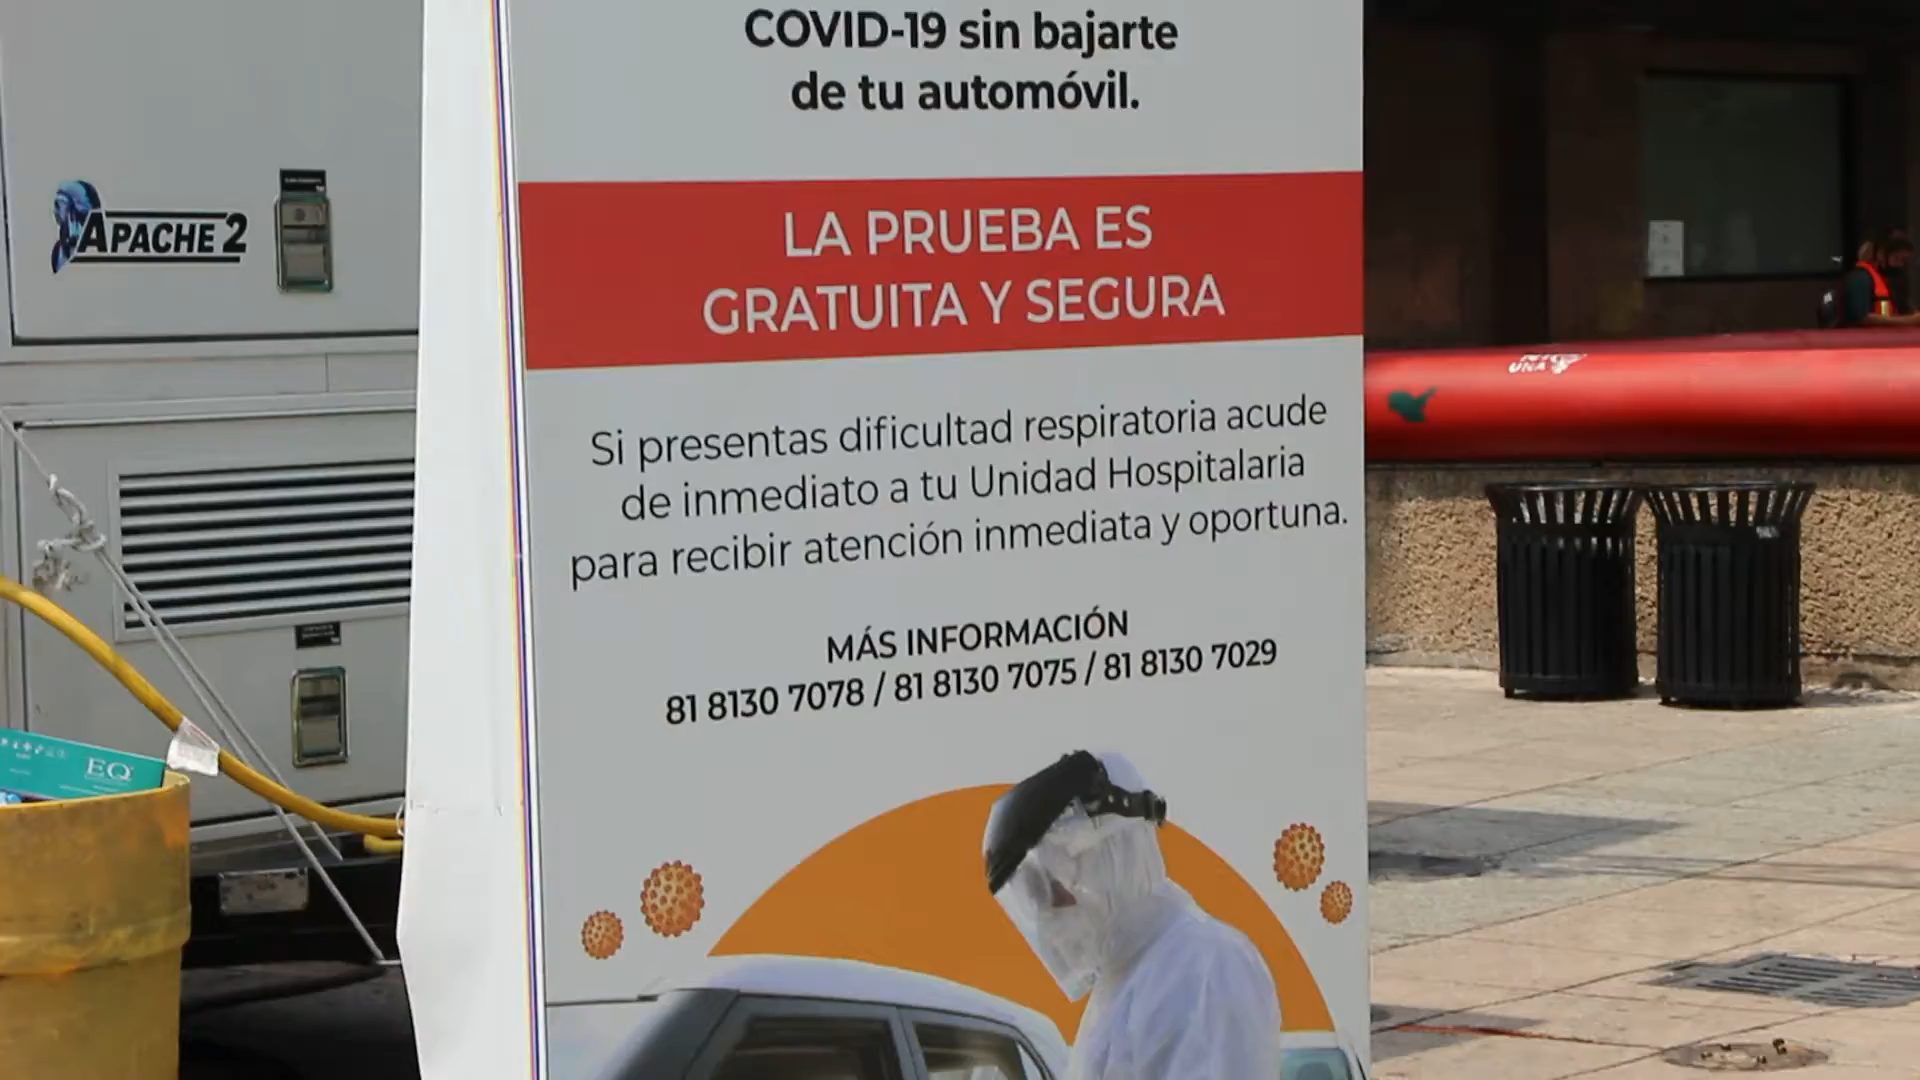 COVID-19 sin bajarte
de tu automóvil.
LA PRUEBA ES
GRATUITA Y SEGURA
Si presentas dificultad respiratoria acude
de inmediato a tu Unidad Hospitalaria
para recibir atención inmediata y oportuna.
MÁS INFORMACIÓN
81 8130 7078 / 81 8130 7075 / 81 8130 7029
APACHE 2
EQ
UNA